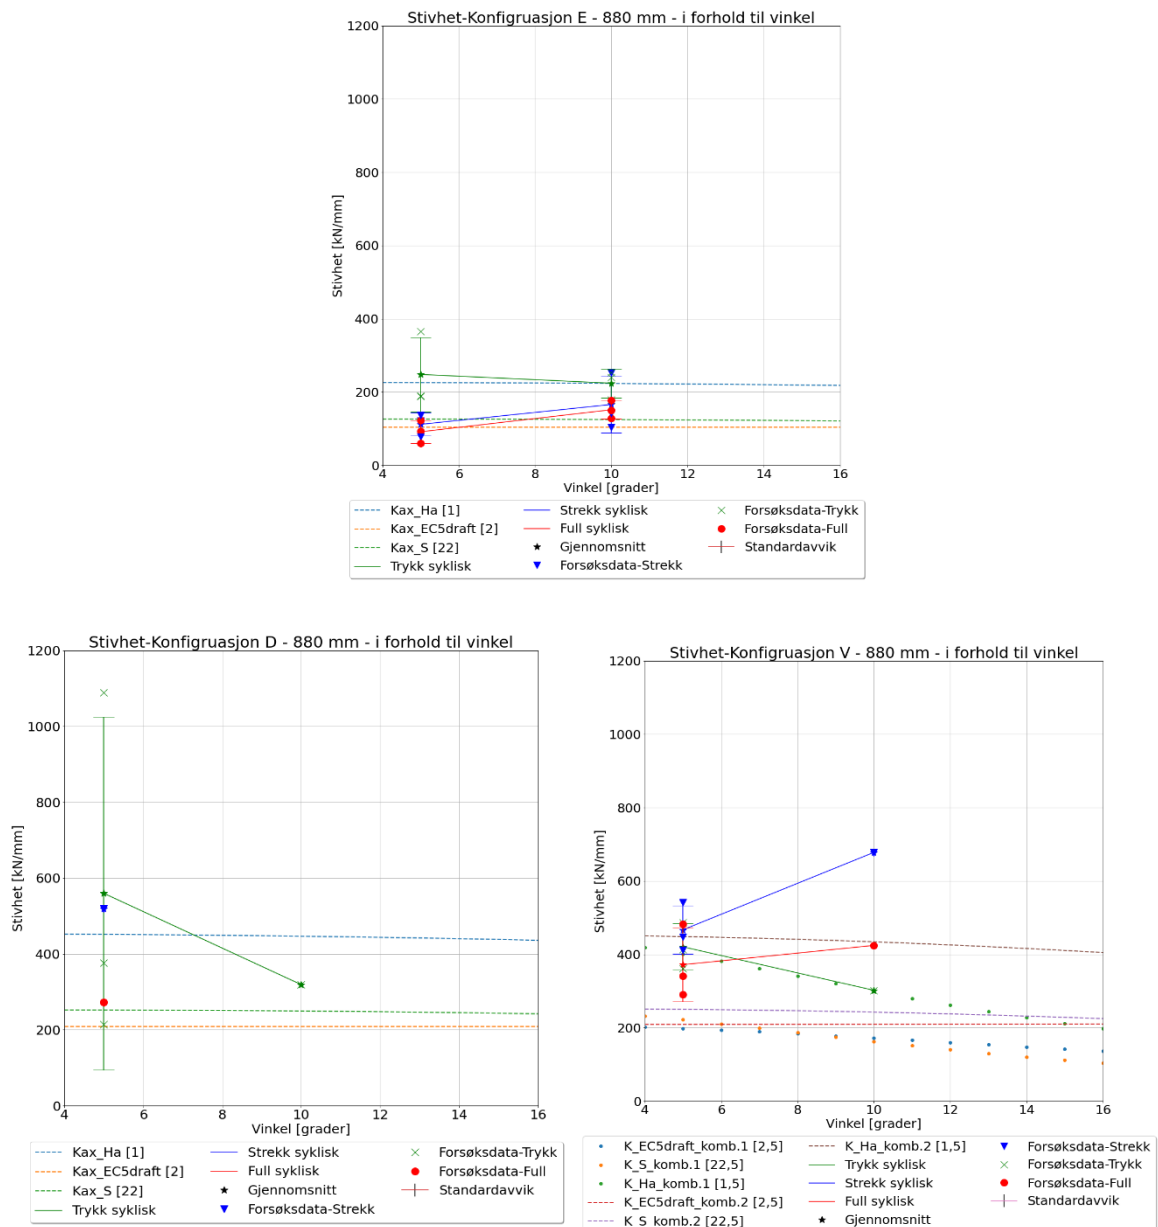 Stivhet-Konfigruasjon E - 880 mm - i forhold til vinkel
1200
1000
800
600
400
200
0
Stivhet [kN/mm]
4 6 8 10 12 14 16
Vinkel [grader]
Kax_Ha [1]
Kax_EC5draft [2]
Kax_S [22]
Trykk syklisk
Strekk syklisk
Full syklisk
Gjennomsnitt
Forsøksdata-Strekk
Forsøksdata-Trykk
Forsøksdata-Full
Standardavvik
Stivhet-Konfigruasjon D - 880 mm - i forhold til vinkel
1200
1000
800
600
400
200
0
Stivhet [kN/mm]
4 6 8 10 12 14 16
Vinkel [grader]
Kax_Ha [1]
Kax_EC5draft [2]
Kax_S [22]
Trykk syklisk
Strekk syklisk
Full syklisk
Gjennomsnitt
Forsøksdata-Strekk
Forsøksdata-Trykk
Forsøksdata-Full
Standardavvik
Stivhet-Konfigruasjon V - 880 mm - i forhold til vinkel
1200
1000
800
600
400
200
0
Stivhet [kN/mm]
4 6 8 10 12 14 16
Vinkel [grader]
K_EC5draft_komb.1 [2,5]
K_S_komb.1 [22,5]
K_Ha_komb.1 [1,5]
K_EC5draft_komb.2 [2,5]
K_S_komb.2 [22,5]
K_Ha_komb.2 [1,5]
Trykk syklisk
Strekk syklisk
Full syklisk
Gjennomsnitt
Forsøksdata-Strekk
Forsøksdata-Trykk
Forsøksdata-Full
Standardavvik